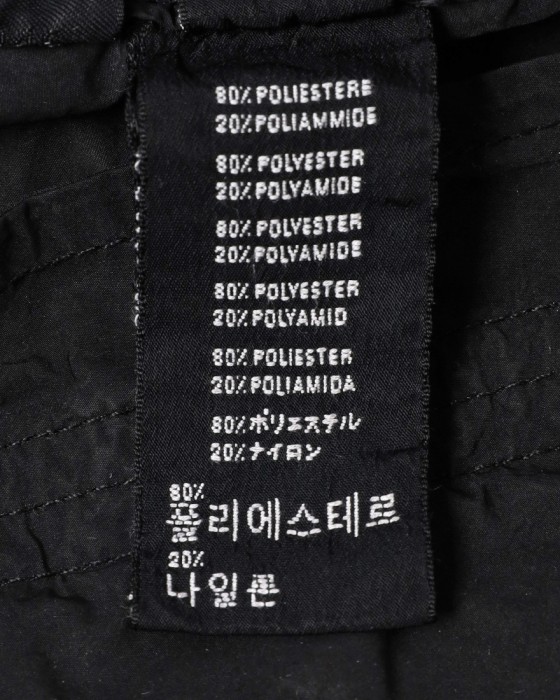 80% POLIESTERE
20% POLIAMMIDE
80% POLYESTER
20% POLYAMIDE
80% POLYESTER
20% POLYAMIDE
80% POLYESTER
20% POLYAMID
80% POLIESTER
20% POLIAMIDA
80% ポリエステル
20% ナイロン
80%
폴리에스테르
20%
나일론